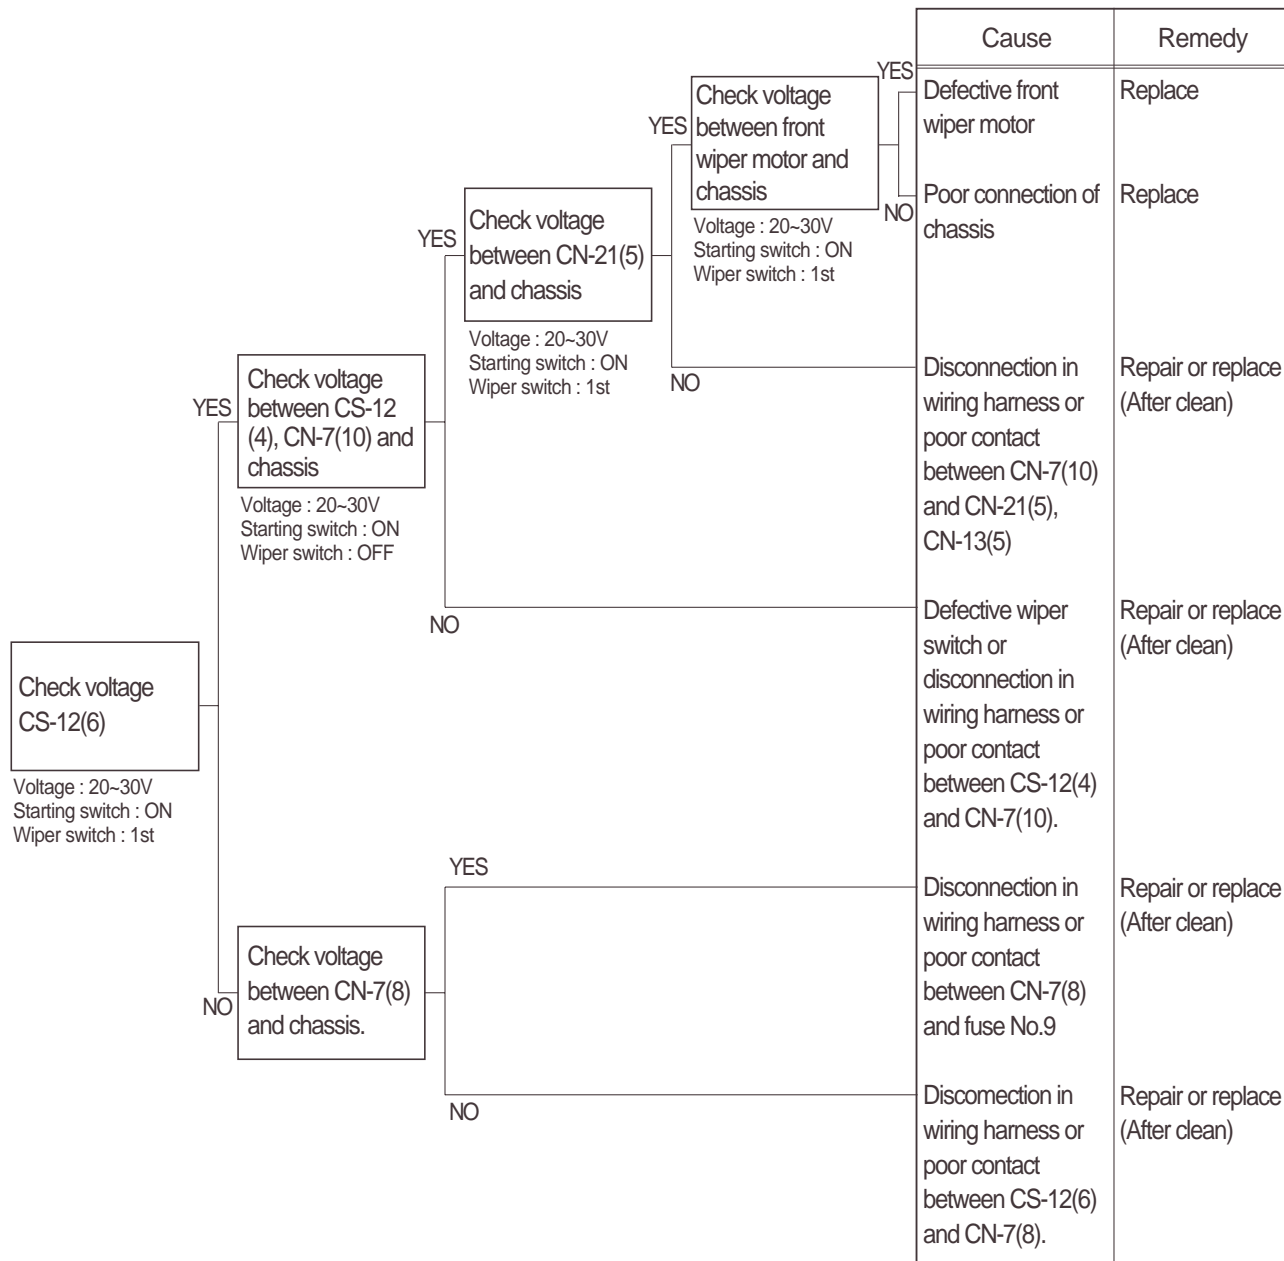 Cause
Remedy
YES
Defective front
wiper motor
Replace
Check voltage
between front
wiper motor and
chassis
YES
NO
Poor connection of
chassis
Replace
Voltage : 20~30V
Starting switch : ON
Wiper switch : 1st
YES
Check voltage
between CN-21(5)
and chassis
Voltage : 20~30V
Starting switch : ON
Wiper switch : 1st
NO
Disconnection in
wiring harness or
poor contact
between CN-7(10)
and CN-21(5),
CN-13(5)
Repair or replace
(After clean)
YES
Check voltage
between CS-12
(4), CN-7(10) and
chassis
Voltage : 20~30V
Starting switch : ON
Wiper switch : OFF
NO
Defective wiper
switch or
disconnection in
wiring harness or
poor contact
between CS-12(4)
and CN-7(10).
Repair or replace
(After clean)
Check voltage
CS-12(6)
Voltage : 20~30V
Starting switch : ON
Wiper switch : 1st
YES
Disconnection in
wiring harness or
poor contact
between CN-7(8)
and fuse No.9
Repair or replace
(After clean)
NO
Check voltage
between CN-7(8)
and chassis.
NO
Discomection in
wiring harness or
poor contact
between CS-12(6)
and CN-7(8).
Repair or replace
(After clean)